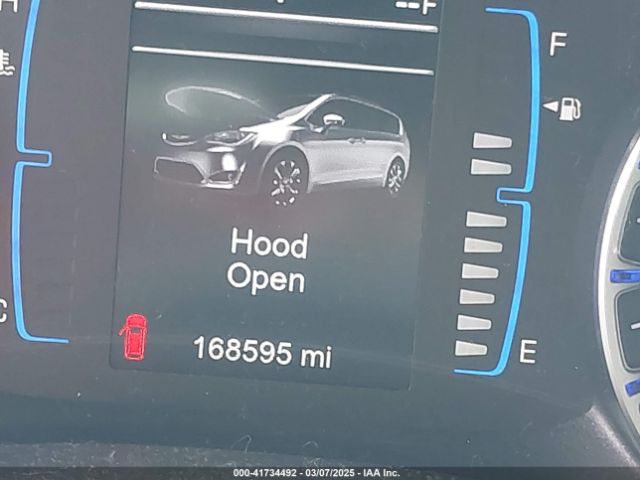 H
--F
F
Hood
Open
168595 mi
C
E
000-41734492 - 03/07/2025 - IAA Inc.